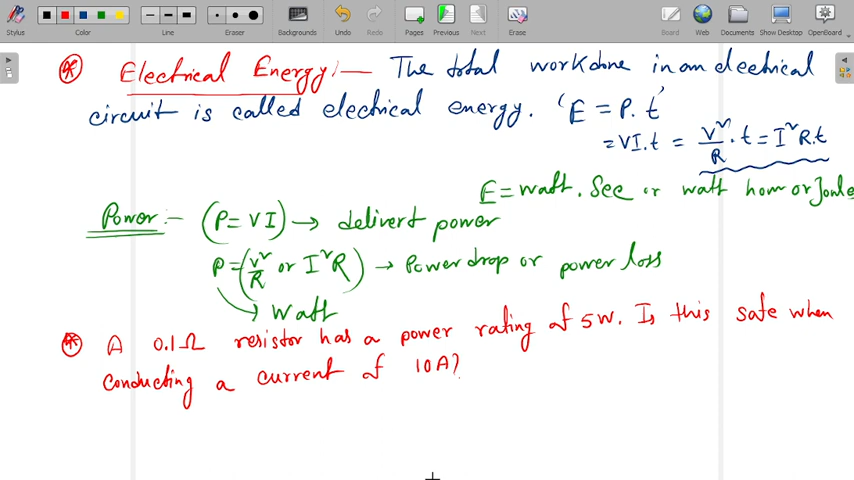 Stylus
Color
Line
Eraser
Backgrounds
Undo
Pages
Previous
Next
Erase
Board
Web
Documents
Show Desktop
OpenBoard
Electrical Energy:— The total workdone in an electrical
circuit is called electrical energy. 'E = P. t'
= VI.t = V²/R . t = I²R.t
E = watt. Sec or watt hour or Joule
Power :- (P = VI) → delivert power
P = (V²/R or I²R) → Power drop or power loss
→ Watt
A 0.1Ω resistor has a power rating of 5W. Is this safe when
conducting a current of 10A?